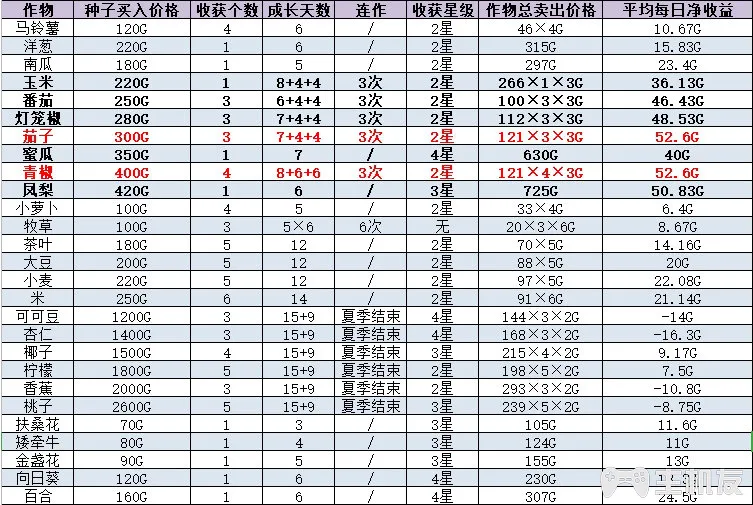 作物 种子买入价格 收获个数 成长天数 连作 收获星级 作物总卖出价格 平均每日净收益
马铃薯 120G 4 6 / 2星 46×4G 10.67G
洋葱 220G 1 6 / 2星 315G 15.83G
南瓜 180G 1 5 / 2星 297G 23.4G
玉米 220G 1 8+4+4 3次 2星 266×1×3G 36.13G
番茄 250G 3 6+4+4 3次 2星 100×3×3G 46.43G
灯笼椒 280G 3 7+4+4 3次 2星 112×3×3G 48.53G
茄子 300G 3 7+4+4 3次 2星 121×3×3G 52.6G
蜜瓜 350G 1 7 / 4星 630G 40G
青椒 400G 4 8+6+6 3次 2星 121×4×3G 52.6G
凤梨 420G 1 6 / 3星 725G 50.83G
小萝卜 100G 4 5 / 2星 33×4G 6.4G
牧草 100G 3 5×6 6次 无 20×3×6G 8.67G
茶叶 180G 5 12 / 2星 70×5G 14.16G
大豆 200G 5 12 / 2星 88×5G 20G
小麦 220G 5 12 / 2星 97×5G 22.08G
米 250G 6 14 / 2星 91×6G 21.14G
可可豆 1200G 3 15+9 夏季结束 4星 144×3×2G -14G
杏仁 1400G 3 15+9 夏季结束 4星 168×3×2G -16.3G
椰子 1500G 4 15+9 夏季结束 3星 215×4×2G 9.17G
柠檬 1800G 5 15+9 夏季结束 2星 198×5×2G 7.5G
香蕉 2000G 3 15+9 夏季结束 4星 293×3×2G -10.8G
桃子 2600G 5 15+9 夏季结束 3星 239×5×2G -8.75G
扶桑花 70G 1 3 / 3星 105G 11.6G
矮牵牛 80G 1 4 / 3星 124G 11G
金盏花 90G 1 5 / 3星 155G 13G
向日葵 120G 1 6 / 4星 230G
百合 160G 1 6 / 4星 307G 24.5G